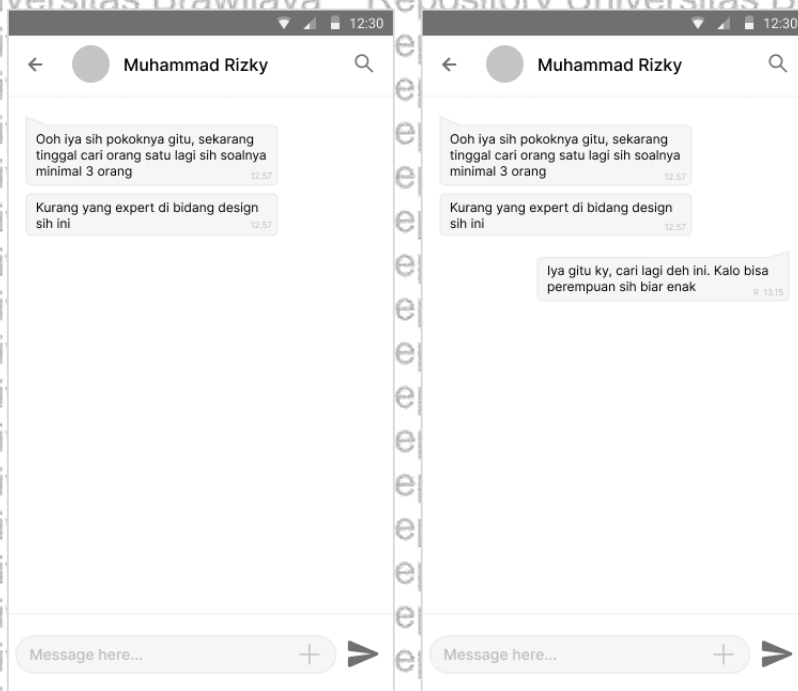 versitas Brawijaya
Repository Universitas B
12:30
Muhammad Rizky
Ooh iya sih pokoknya gitu, sekarang
tinggal cari orang satu lagi sih soalnya
minimal 3 orang
12.57
Kurang yang expert di bidang design
sih ini
12.57
Message here...
12:30
Muhammad Rizky
Ooh iya sih pokoknya gitu, sekarang
tinggal cari orang satu lagi sih soalnya
minimal 3 orang
12.57
Kurang yang expert di bidang design
sih ini
12.57
Iya gitu ky, cari lagi deh ini. Kalo bisa
perempuan sih biar enak
R 13.15
Message here...